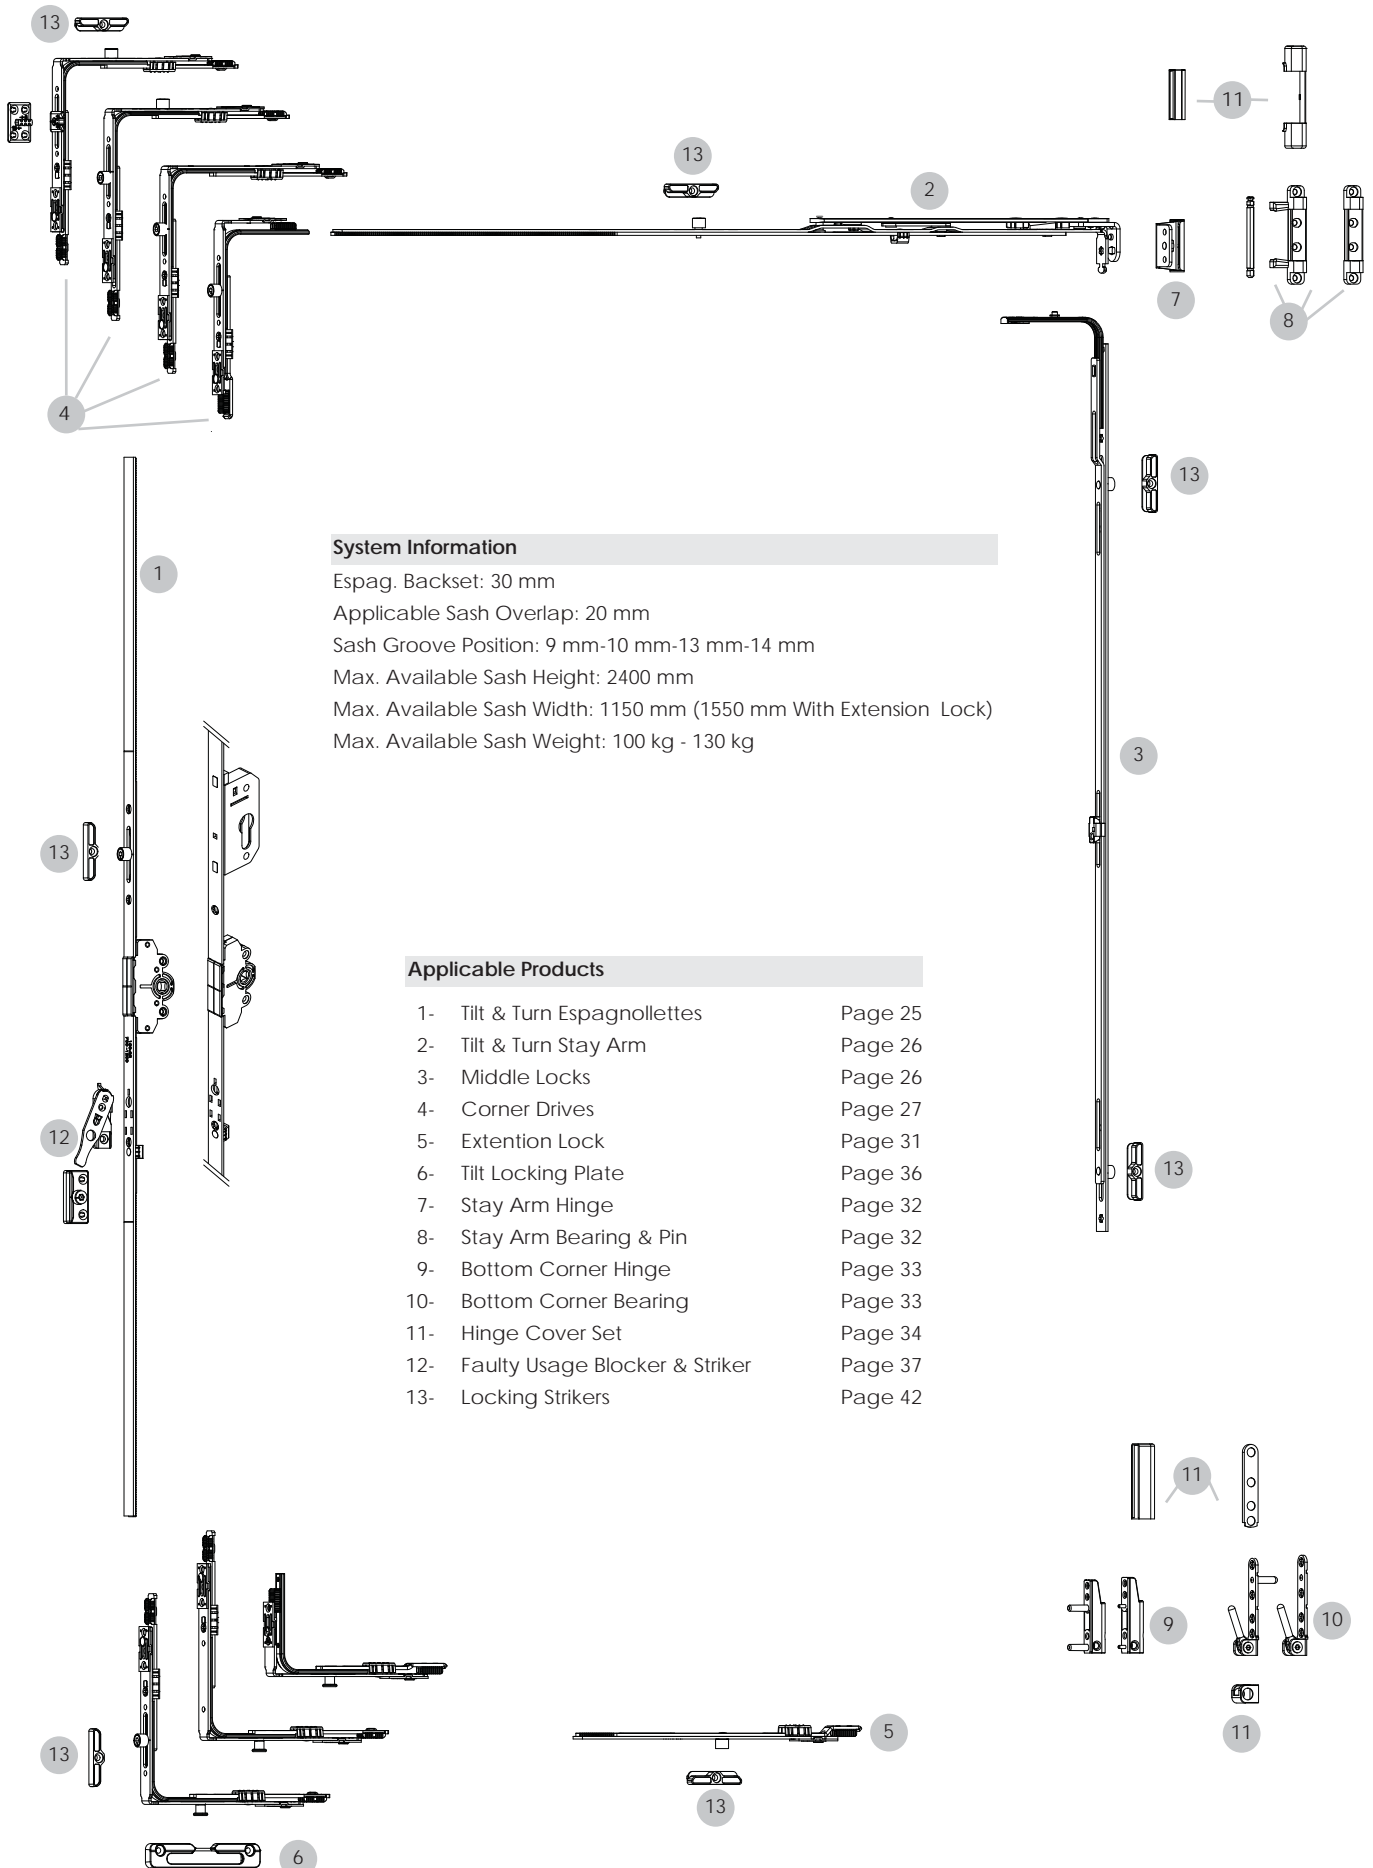 13
11
13
2
7
8
4
13
1
System Information
Espag. Backset: 30 mm
Applicable Sash Overlap: 20 mm
Sash Groove Position: 9 mm-10 mm-13 mm-14 mm
Max. Available Sash Height: 2400 mm
Max. Available Sash Width: 1150 mm (1550 mm With Extension Lock)
Max. Available Sash Weight: 100 kg - 130 kg
3
13
Applicable Products
1- Tilt & Turn Espagnollettes Page 25
2- Tilt & Turn Stay Arm Page 26
3- Middle Locks Page 26
4- Corner Drives Page 27
5- Extention Lock Page 31
6- Tilt Locking Plate Page 36
7- Stay Arm Hinge Page 32
8- Stay Arm Bearing & Pin Page 32
9- Bottom Corner Hinge Page 33
10- Bottom Corner Bearing Page 33
11- Hinge Cover Set Page 34
12- Faulty Usage Blocker & Striker Page 37
13- Locking Strikers Page 42
12
13
11
9
10
11
13
5
13
6